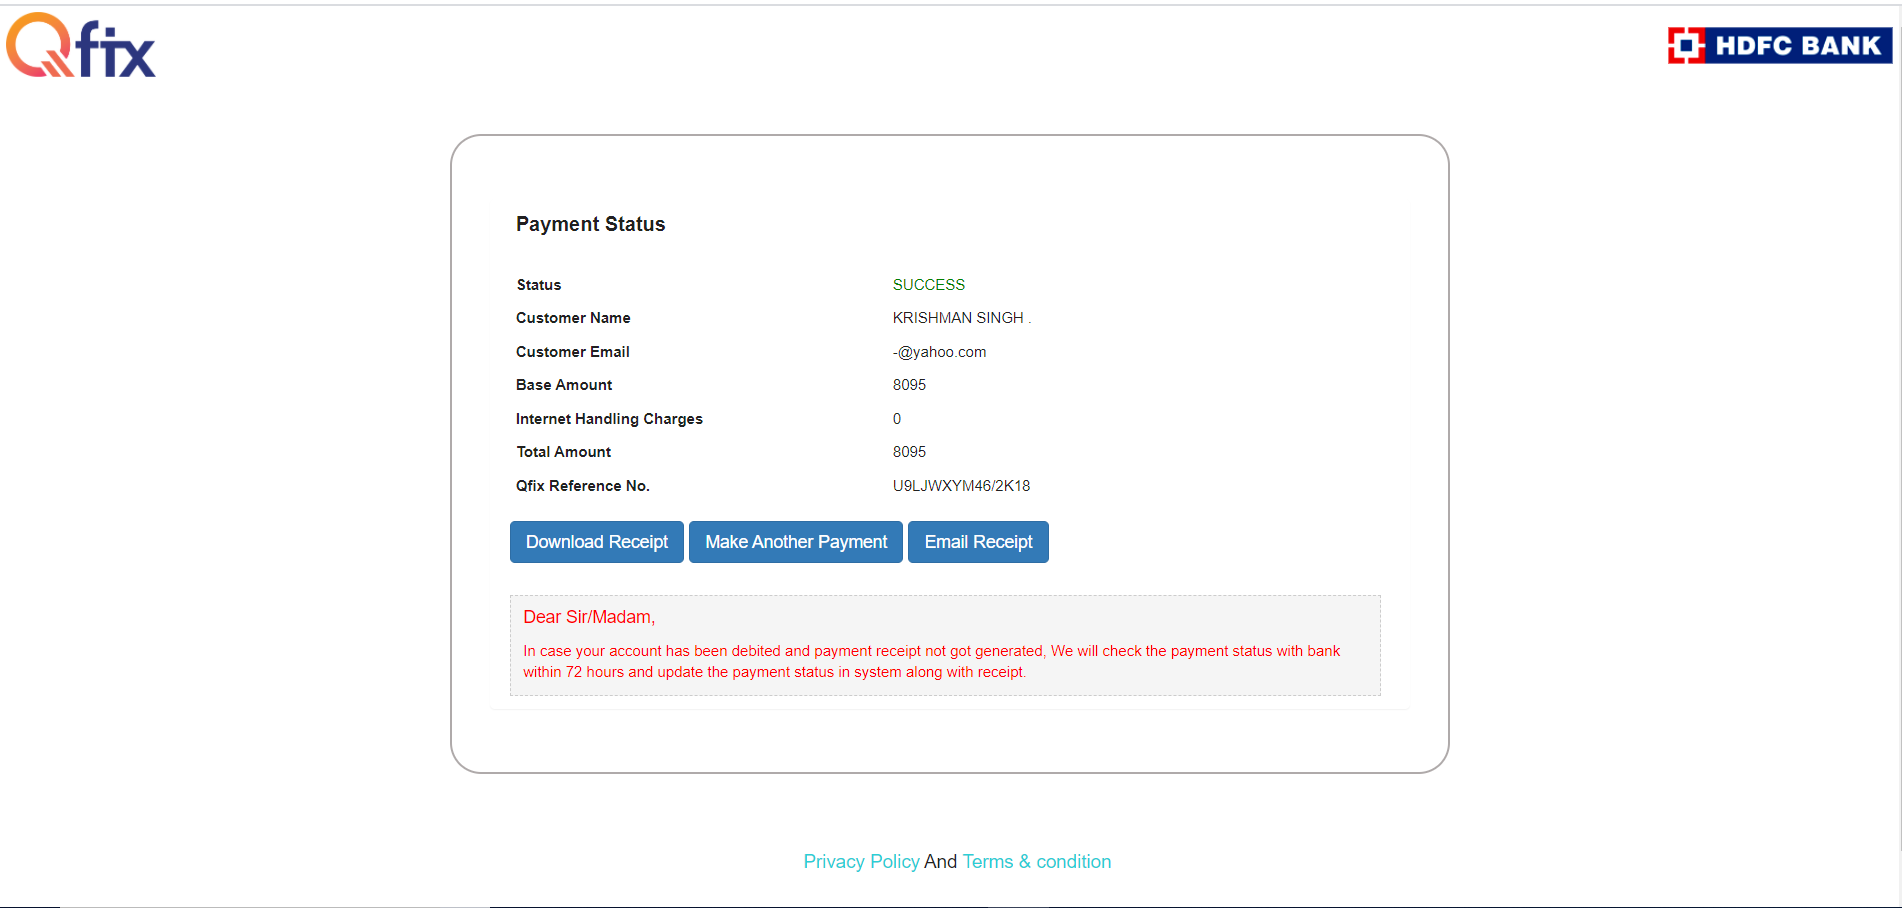 Qfix
HDFC BANK
Payment Status
Status SUCCESS
Customer Name KRISHMAN SINGH .
Customer Email -@yahoo.com
Base Amount 8095
Internet Handling Charges 0
Total Amount 8095
Qfix Reference No. U9LJWXYM46/2K18
Download Receipt Make Another Payment Email Receipt
Dear Sir/Madam,
In case your account has been debited and payment receipt not got generated, We will check the payment status with bank
within 72 hours and update the payment status in system along with receipt.
Privacy Policy And Terms & condition